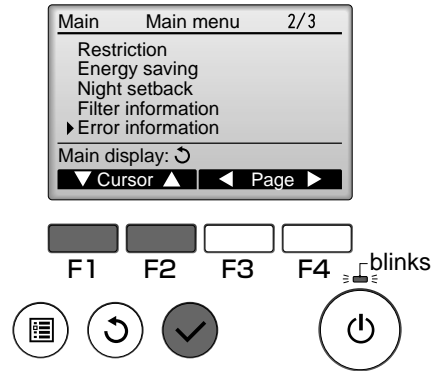 Main Main menu 2/3
Restriction
Energy saving
Night setback
Filter information
Error information
Main display:
Cursor Page
F1 F2 F3 F4
blinks